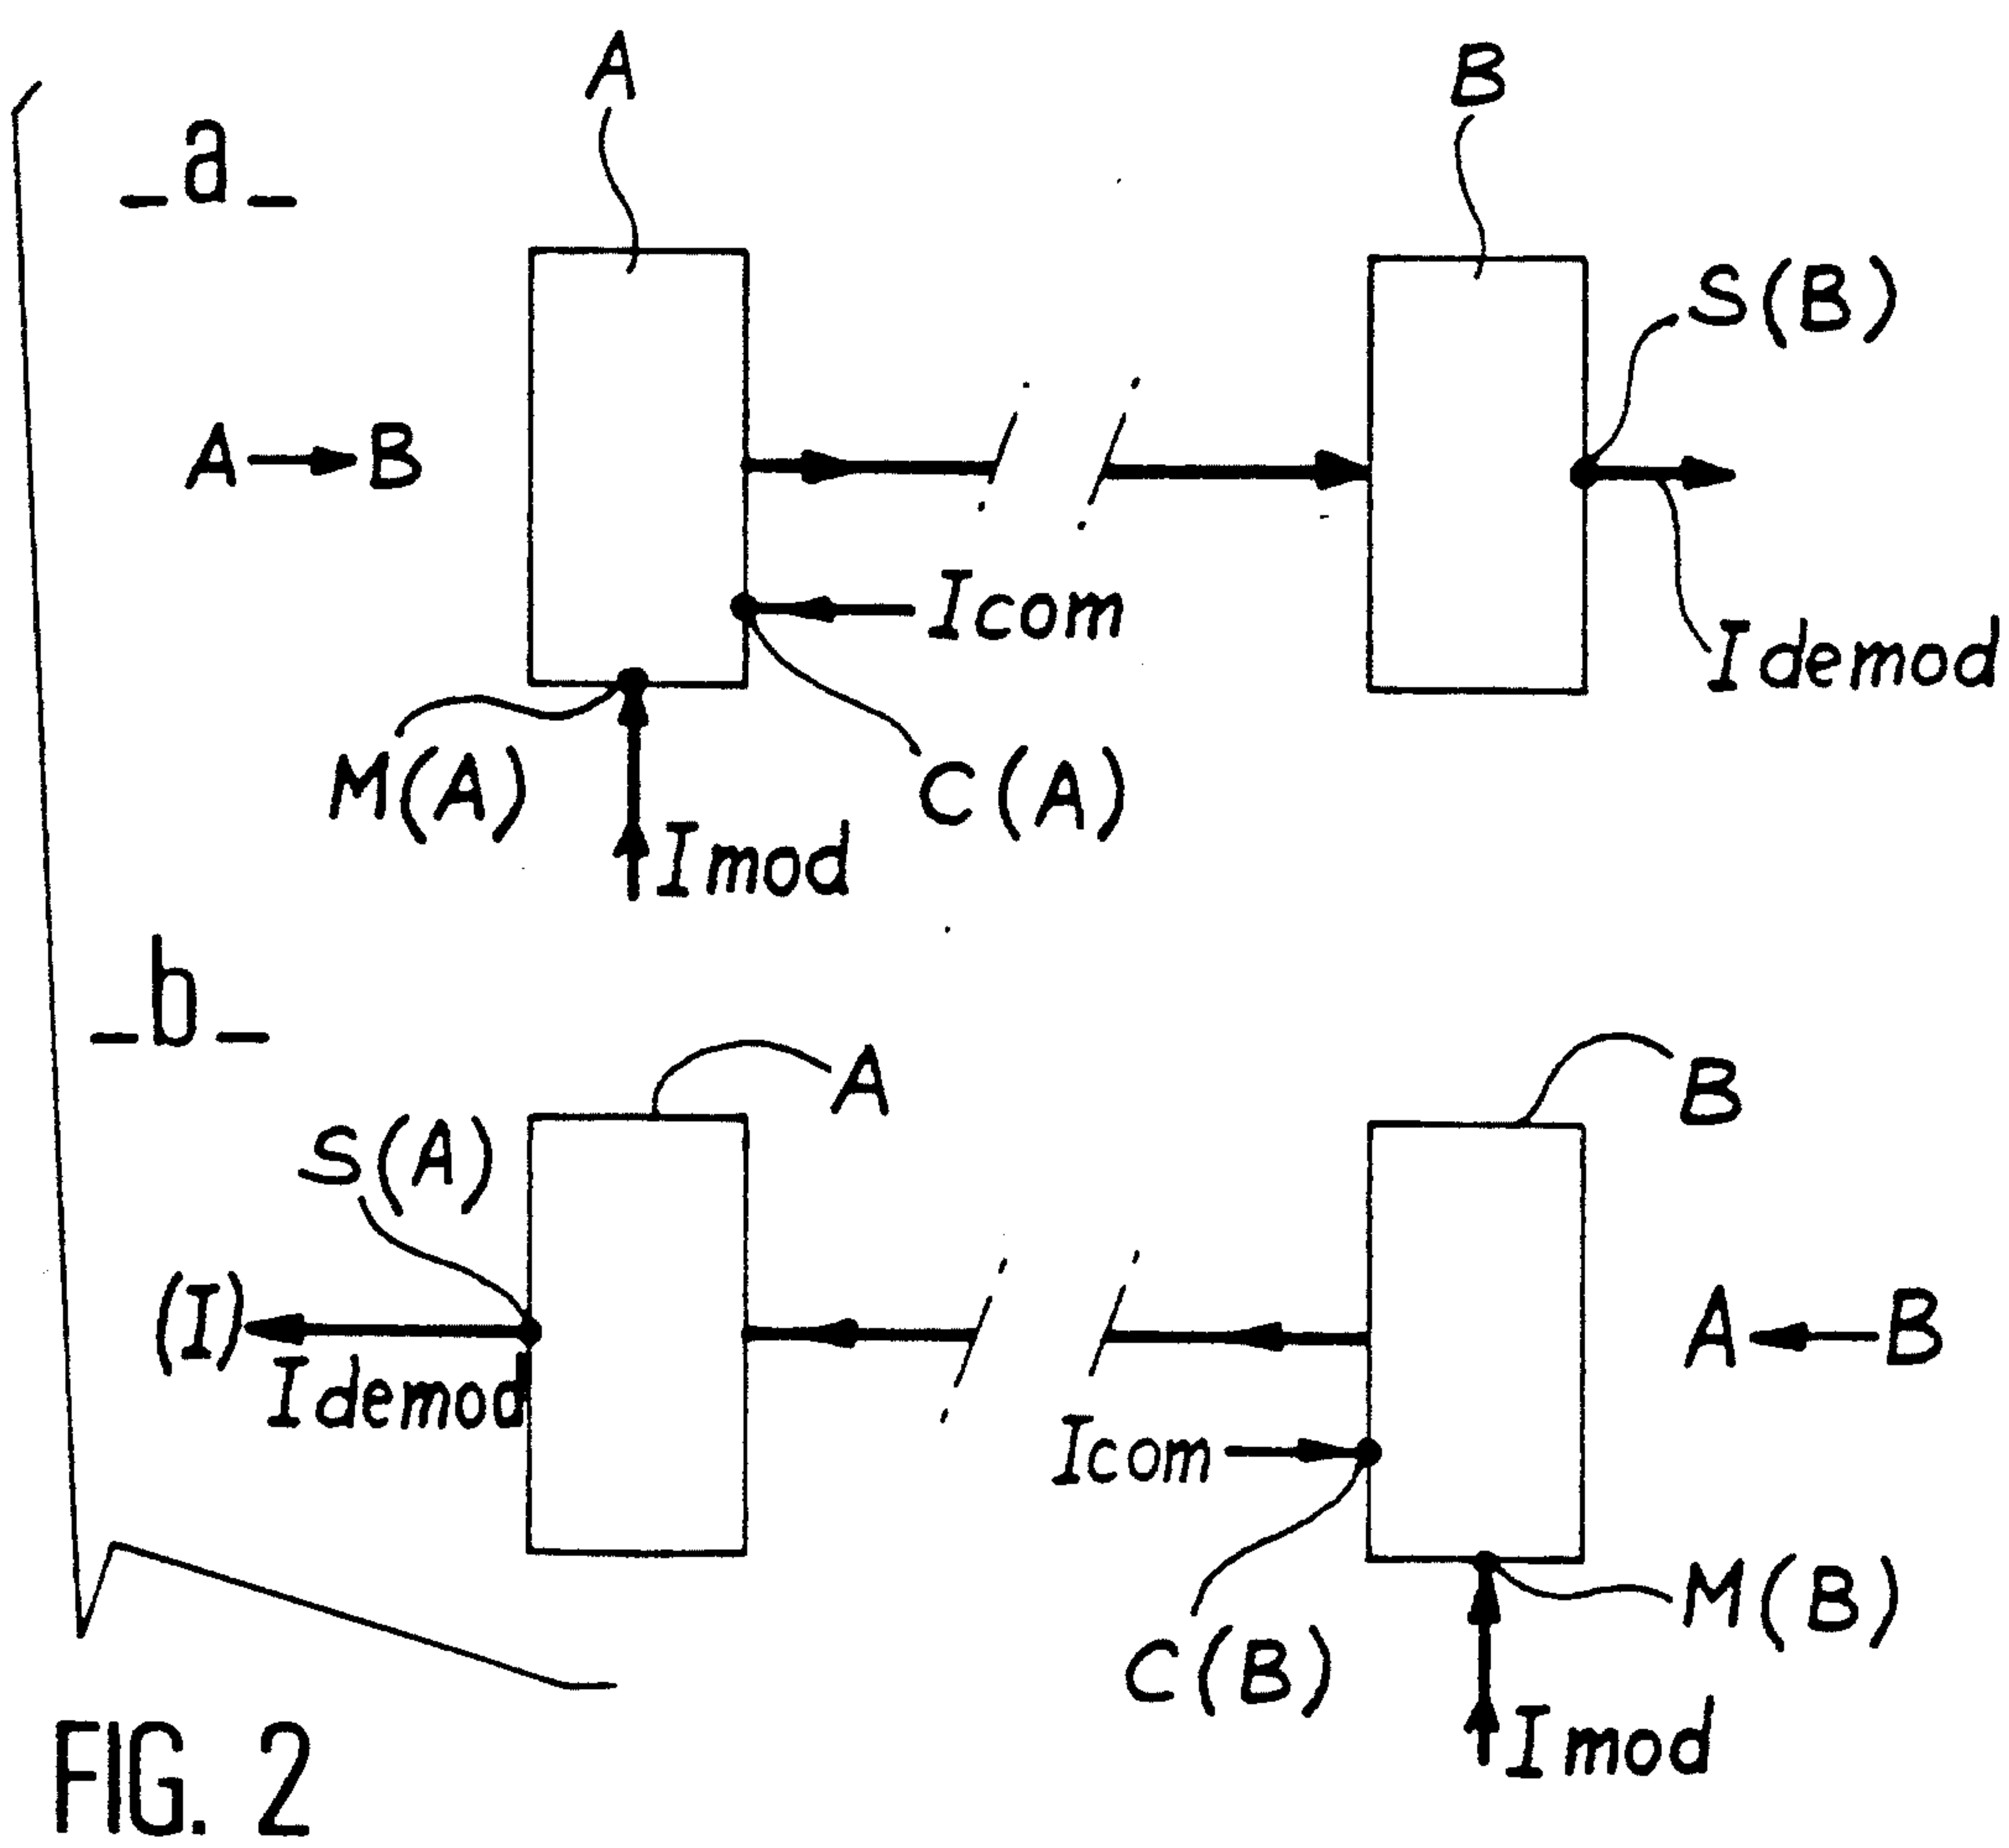 A
B
_a_
S(B)
A → B
Icom
Idemod
M(A)
C(A)
Imod
_b_
A
B
S(A)
(I)
Idemod
A ← B
Icom
M(B)
C(B)
Imod
FIG. 2